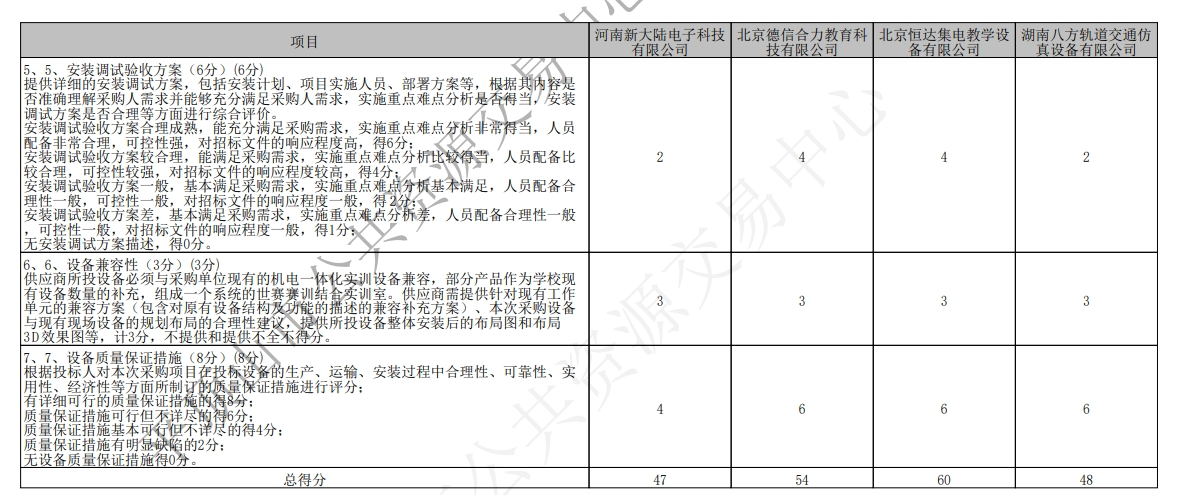 项目
河南新大陆电子科技
有限公司
北京德信合力教育科
技有限公司
北京恒达集电教学设
备有限公司
湖南八方轨道交通仿
真设备有限公司
5、5、安装调试验收方案（6分）(6分)
提供详细的安装调试方案，包括安装计划、项目实施人员、部署方案等，根据其内容是
否准确理解采购人需求并能够充分满足采购人需求，实施重点难点分析是否得当，安装
调试方案是否合理等方面进行综合评价。
安装调试验收方案合理成熟，能充分满足采购需求，实施重点难点分析非常得当，人员
配备非常合理，可控性强，对招标文件的响应程度高，得6分；
安装调试验收方案较合理，能满足采购需求，实施重点难点分析比较得当，人员配备比
较合理，可控性较强，对招标文件的响应程度较高，得4分；
安装调试验收方案一般，基本满足采购需求，实施重点难点分析基本满足，人员配备合
理性一般，可控性一般，对招标文件的响应程度一般，得2分；
安装调试验收方案差，基本满足采购需求，实施重点难点分析差，人员配备合理性一般
，可控性一般，对招标文件的响应程度一般，得1分；
无安装调试方案描述，得0分。
2
4
4
2
6、6、设备兼容性（3分）(3分)
供应商所投设备必须与采购单位现有的机电一体化实训设备兼容，部分产品作为学校现
有设备数量的补充，组成一个系统的世赛赛训结合实训室。供应商需提供针对现有工作
单元的兼容方案（包含对原有设备结构及功能的描述的兼容补充方案）、本次采购设备
与现有现场设备的规划布局的合理性建议，提供所投设备整体安装后的布局图和布局
3D效果图等，计3分，不提供和提供不全不得分。
3
3
3
3
7、7、设备质量保证措施（8分）(8分)
根据投标人对本次采购项目在投标设备的生产、运输、安装过程中合理性、可靠性、实
用性、经济性等方面所制订的质量保证措施进行评分；
有详细可行的质量保证措施的得8分；
质量保证措施可行但不详尽的得6分；
质量保证措施基本可行但不详尽的得4分；
质量保证措施有明显缺陷的2分；
无设备质量保证措施得0分。
4
6
6
6
总得分
47
54
60
48